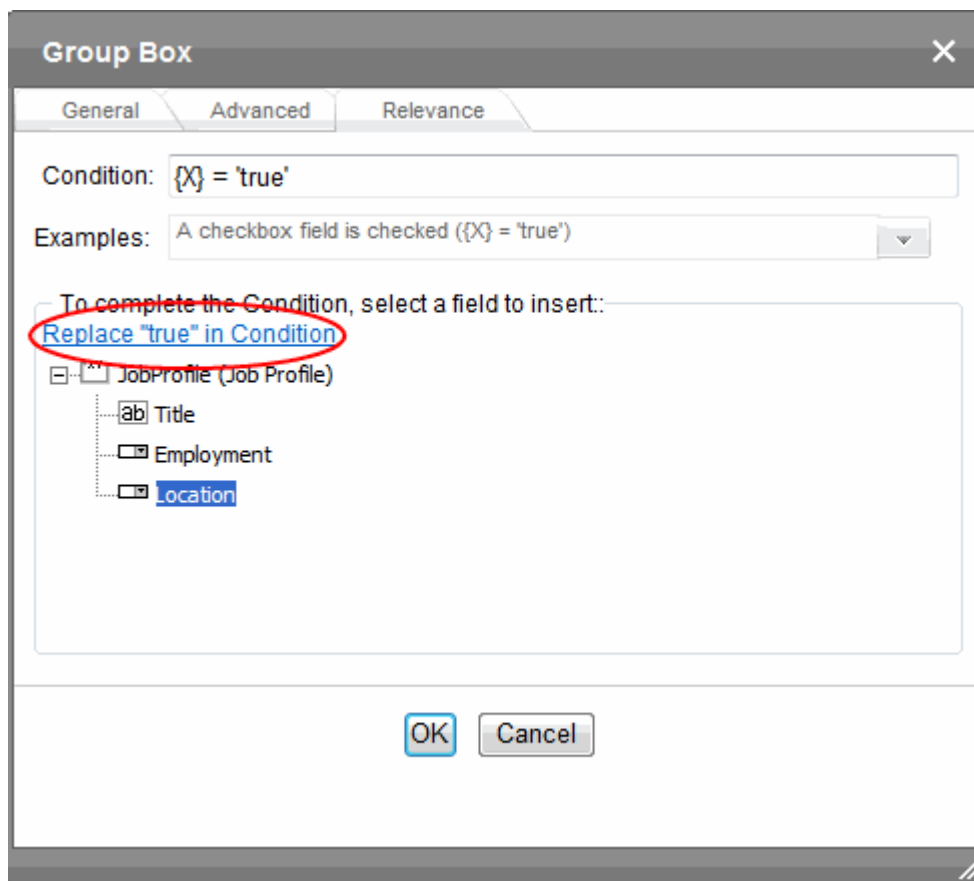 Group Box
General Advanced Relevance
Condition: {X} = 'true'
Examples: A checkbox field is checked ({X} = 'true')
To complete the Condition, select a field to insert::
Replace "true" in Condition
JobProfile (Job Profile)
ab Title
Employment
Location
OK Cancel